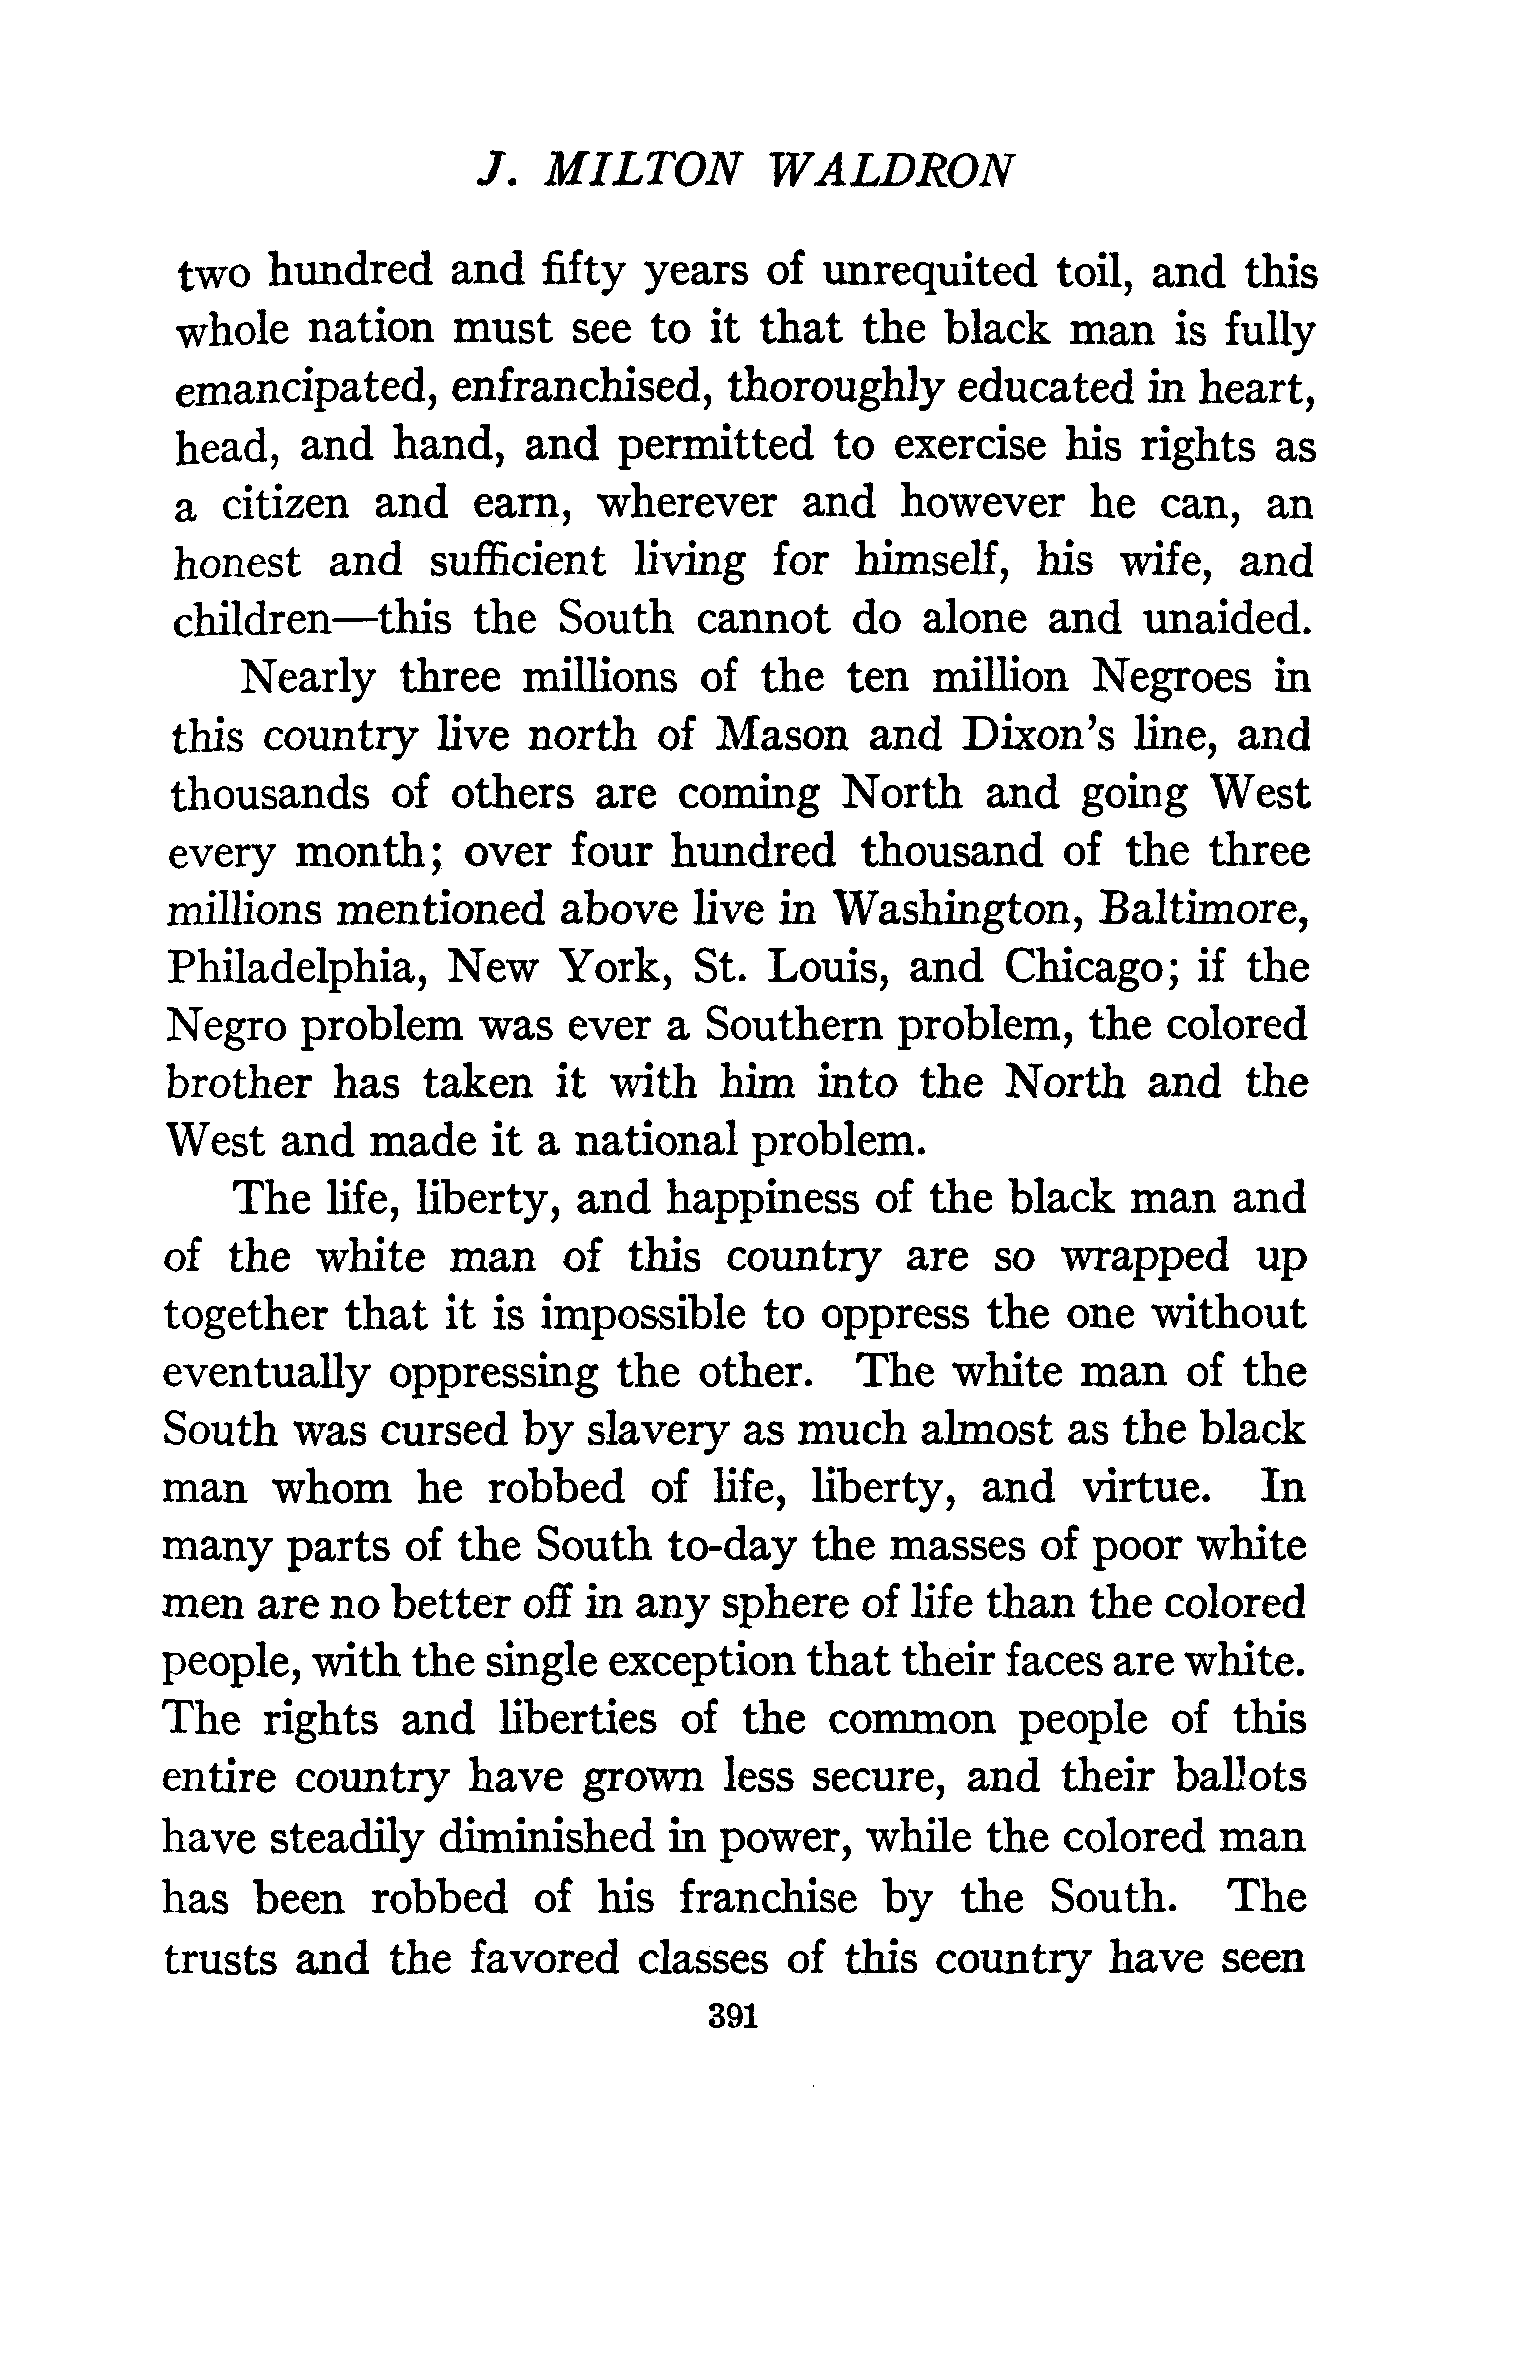 J. MILTON WALDRON
two hundred and fifty years of unrequited toil, and this
whole nation must see to it that the black man is fully
emancipated, enfranchised, thoroughly educated in heart,
head, and hand, and permitted to exercise his rights as
a citizen and earn, wherever and however he can, an
honest and sufficient living for himself, his wife, and
children—this the South cannot do alone and unaided.
Nearly three millions of the ten million Negroes in
this country live north of Mason and Dixon's line, and
thousands of others are coming North and going West
every month; over four hundred thousand of the three
millions mentioned above live in Washington, Baltimore,
Philadelphia, New York, St. Louis, and Chicago; if the
Negro problem was ever a Southern problem, the colored
brother has taken it with him into the North and the
West and made it a national problem.
The life, liberty, and happiness of the black man and
of the white man of this country are so wrapped up
together that it is impossible to oppress the one without
eventually oppressing the other. The white man of the
South was cursed by slavery as much almost as the black
man whom he robbed of life, liberty, and virtue. In
many parts of the South to-day the masses of poor white
men are no better off in any sphere of life than the colored
people, with the single exception that their faces are white.
The rights and liberties of the common people of this
entire country have grown less secure, and their ballots
have steadily diminished in power, while the colored man
has been robbed of his franchise by the South. The
trusts and the favored classes of this country have seen
391